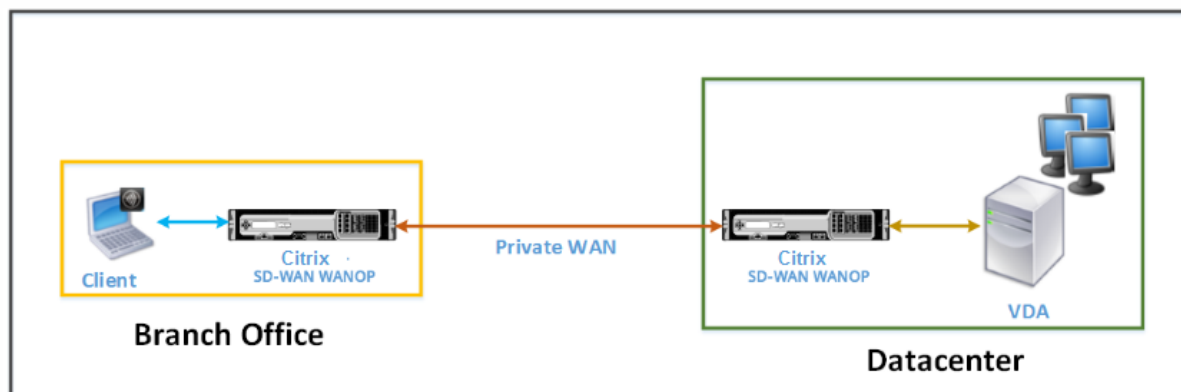 Client
Citrix
SD-WAN WANOP
Branch Office
Private WAN
Citrix
SD-WAN WANOP
VDA
Datacenter